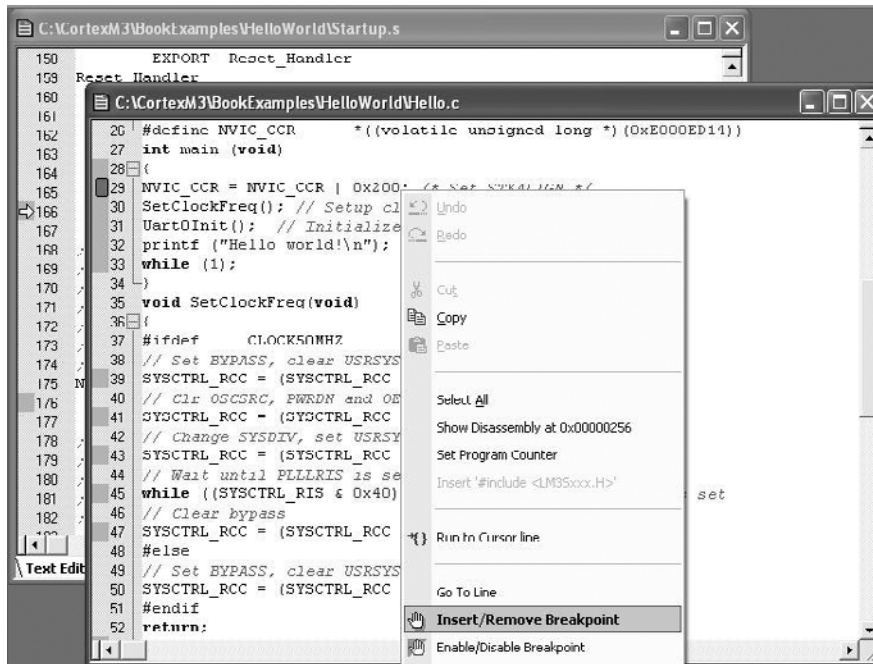 C:\CortexM3\BookExamples\HelloWorld\Startup.s
150 EXPORT Reset_Handler
159 Reset_Handler
160
161
162
163
164
165
166
167
168 ;
169 ;
170 ;
171 ;
172 ;
173 ;
174 ;
175 N
176
177
178 ;
179 ;
180 ;
181 ;
182 ;
Text Edit
C:\CortexM3\BookExamples\HelloWorld\Hello.c
26 #define NVIC_CCR *((volatile unsigned long *)(0xE000ED14))
27 int main (void)
28 {
29 NVIC_CCR = NVIC_CCR | 0x200; /* Set STKALIGN */
30 SetClockFreq(); // Setup cl
31 Uart0Init(); // Initialize
32 printf ("Hello world!\n");
33 while (1);
34 }
35 void SetClockFreq(void)
36 {
37 #ifdef CLOCK50MHZ
38 // Set BYPASS, clear USRSYS
39 SYSCTRL_RCC = (SYSCTRL_RCC
40 // Clr OSCSRC, PWRDN and OE
41 SYSCTRL_RCC = (SYSCTRL_RCC
42 // Change SYSDIV, set USRSY
43 SYSCTRL_RCC = (SYSCTRL_RCC
44 // Wait until PLLLRIS is se
45 while ((SYSCTRL_RIS & 0x40) set
46 // Clear bypass
47 SYSCTRL_RCC = (SYSCTRL_RCC
48 #else
49 // Set BYPASS, clear USRSYS
50 SYSCTRL_RCC = (SYSCTRL_RCC
51 #endif
52 return;
Undo
Redo
Cut
Copy
Paste
Select All
Show Disassembly at 0x00000256
Set Program Counter
Insert '#include <LM3Sxxx.H>'
Run to Cursor line
Go To Line
Insert/Remove Breakpoint
Enable/Disable Breakpoint